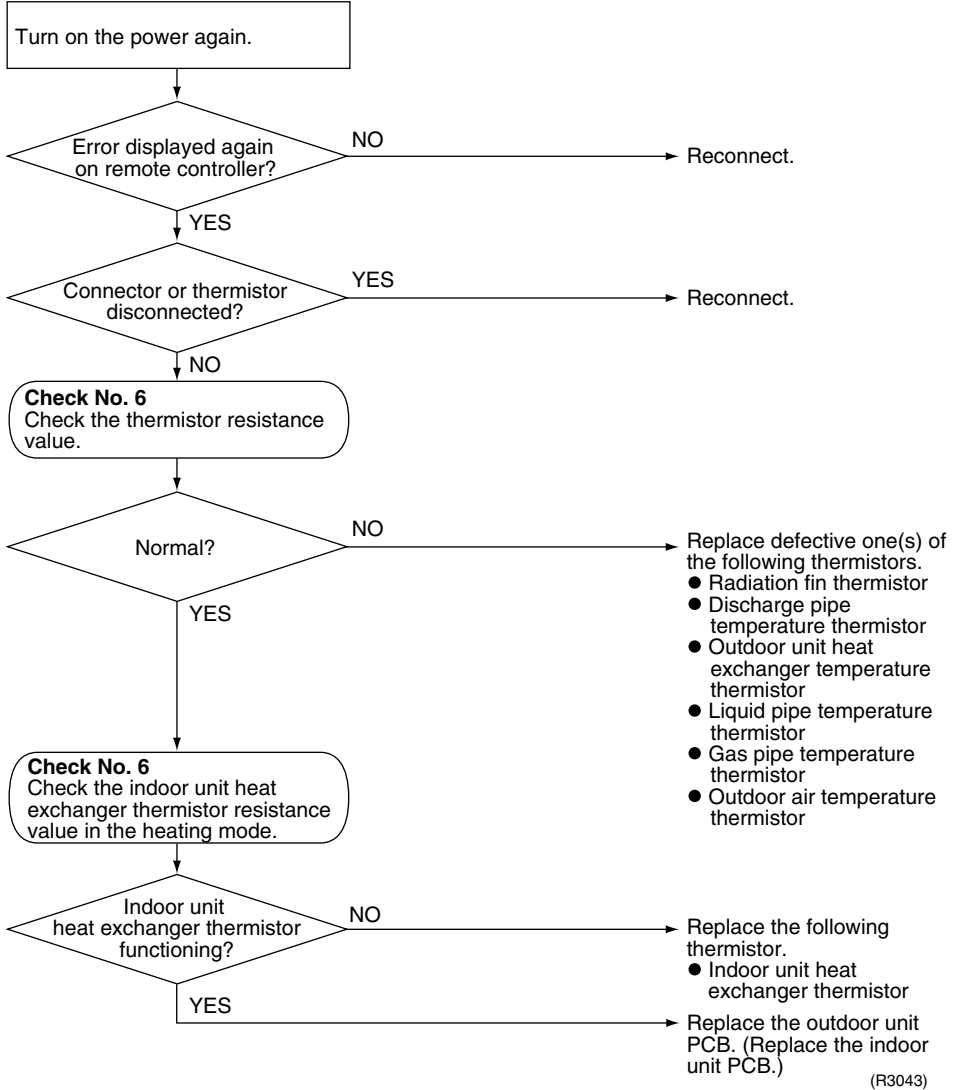 Turn on the power again.
Error displayed again
on remote controller?
NO
Reconnect.
YES
Connector or thermistor
disconnected?
YES
Reconnect.
NO
Check No. 6
Check the thermistor resistance
value.
Normal?
NO
Replace defective one(s) of
the following thermistors.
● Radiation fin thermistor
● Discharge pipe
temperature thermistor
● Outdoor unit heat
exchanger temperature
thermistor
● Liquid pipe temperature
thermistor
● Gas pipe temperature
thermistor
● Outdoor air temperature
thermistor
YES
Check No. 6
Check the indoor unit heat
exchanger thermistor resistance
value in the heating mode.
Indoor unit
heat exchanger thermistor
functioning?
NO
Replace the following
thermistor.
● Indoor unit heat
exchanger thermistor
YES
Replace the outdoor unit
PCB. (Replace the indoor
unit PCB.)
(R3043)